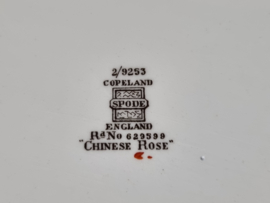 2/9253
COPELAND
SPODE
ENGLAND
Rd No 629599
"CHINESE ROSE"